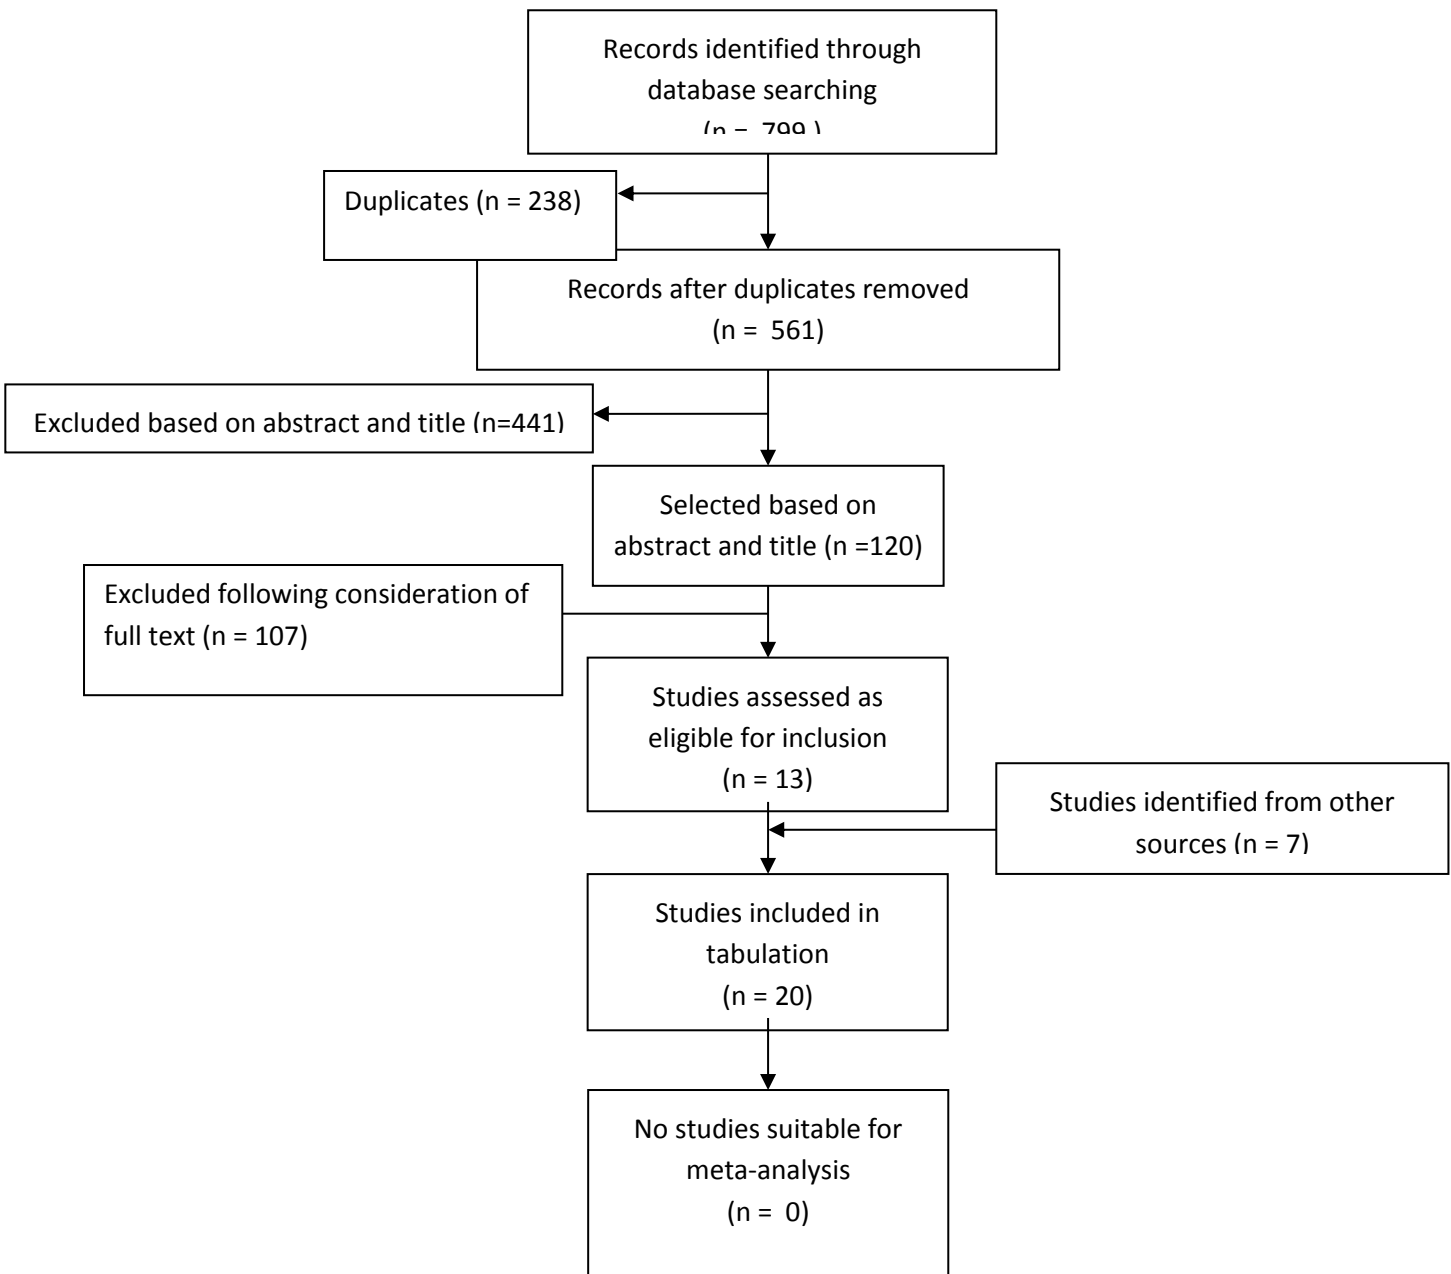 Records identified through
database searching
(n = 799 )
Duplicates (n = 238)
Records after duplicates removed
(n = 561)
Excluded based on abstract and title (n=441)
Selected based on
abstract and title (n =120)
Excluded following consideration of
full text (n = 107)
Studies assessed as
eligible for inclusion
(n = 13)
Studies identified from other
sources (n = 7)
Studies included in
tabulation
(n = 20)
No studies suitable for
meta-analysis
(n = 0)